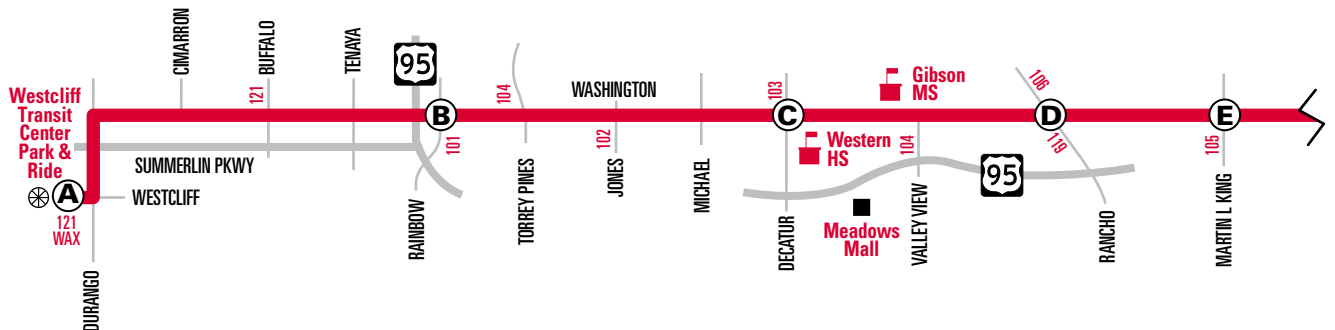 CIMARRON
BUFFALO
TENAYA
95
Westcliff
Transit
Center
Park &
Ride
121
B
101
104
WASHINGTON
102
103
C
Gibson
MS
Western
HS
104
106
D
119
E
105
SUMMERLIN PKWY
A
WESTCLIFF
121
WAX
DURANGO
RAINBOW
TORREY PINES
JONES
MICHAEL
DECATUR
Meadows
Mall
VALLEY VIEW
95
RANCHO
MARTIN L KING